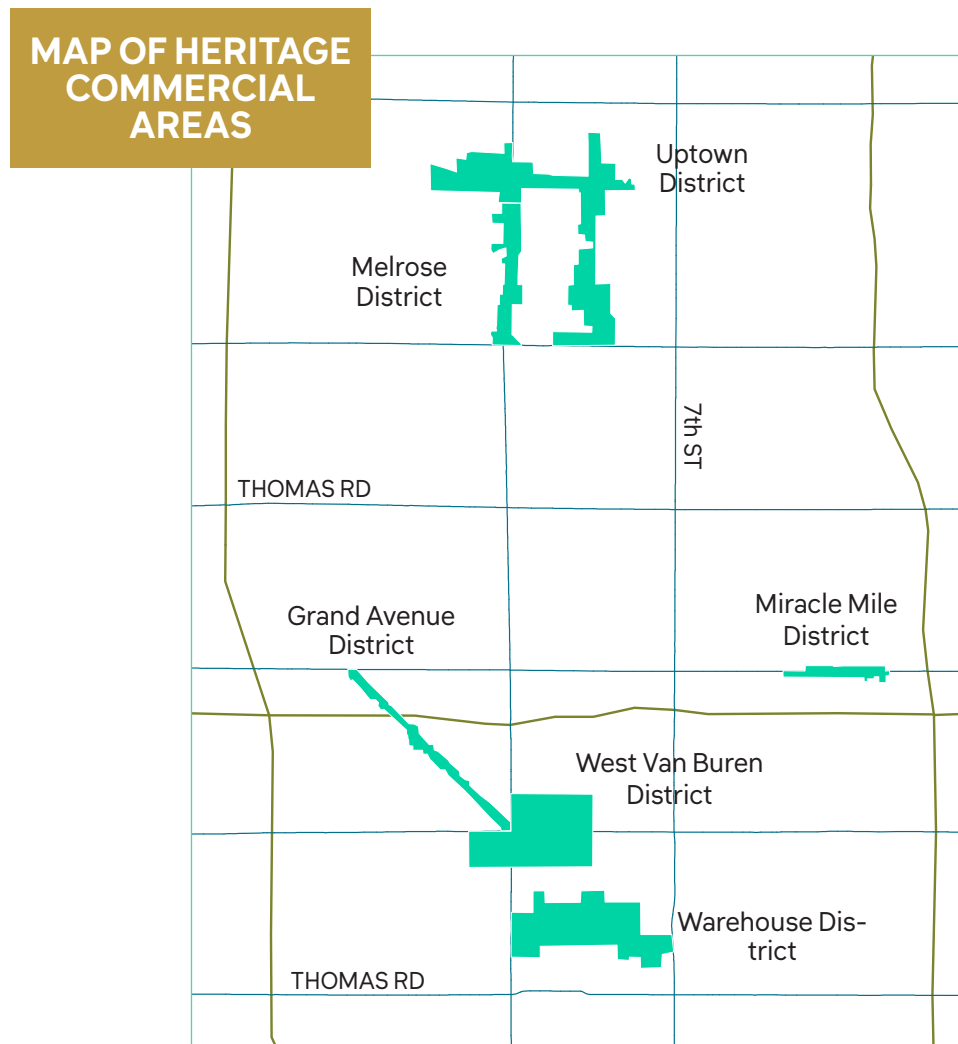 MAP OF HERITAGE
COMMERCIAL
AREAS
Uptown
District
Melrose
District
7th ST
THOMAS RD
Grand Avenue
District
Miracle Mile
District
West Van Buren
District
Warehouse Dis-
trict
THOMAS RD